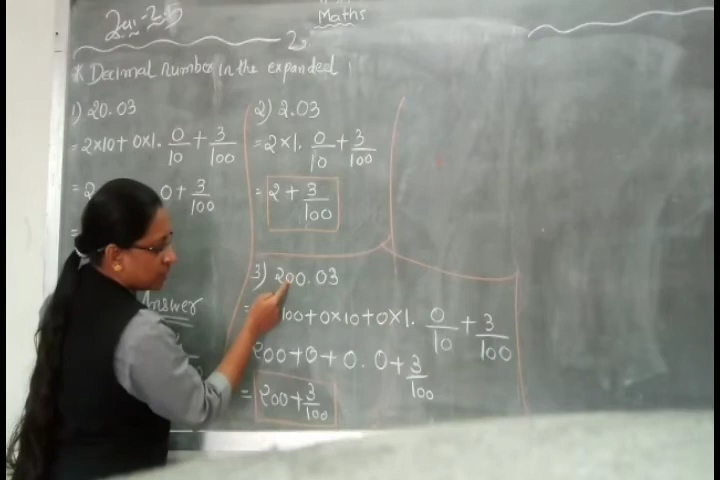 Maths
2
* Decimal number in the expanded
1) 20.03
= 2×10+0×1. 0/10 + 3/100
= 2 0 + 3/100
=
Answer
2) 2.03
= 2×1. 0/10 + 3/100
= 2 + 3/100
3) 200.03
= 100+0×10+0×1. 0/10 + 3/100
200+0+0. 0+ 3/100
= 200+ 3/100